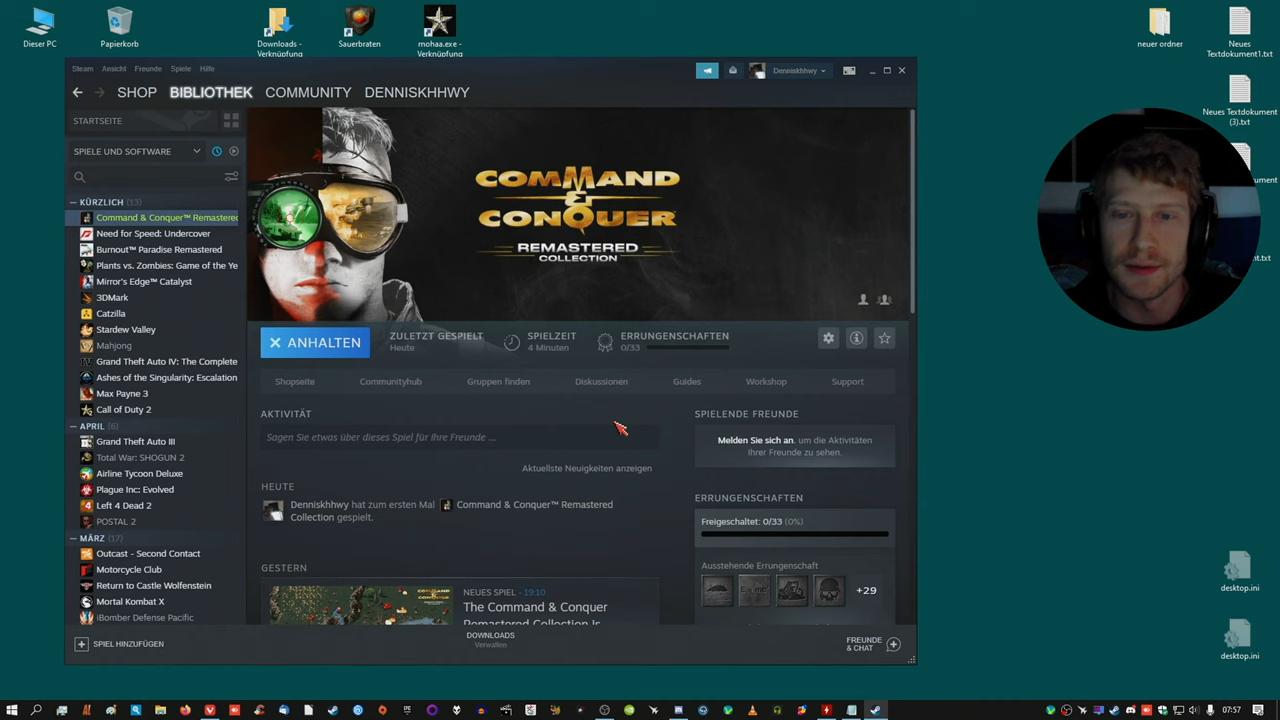 Dieser PC
Papierkorb
Downloads -
Verknüpfung
Sauerbraten
mohaa.exe -
Verknüpfung
neuer ordner
Neues
Textdokument1.txt
Neues Textdokument
(3).txt
desktop.ini
desktop.ini
Steam Ansicht Freunde Spiele Hilfe
Denniskhhwy
SHOP BIBLIOTHEK COMMUNITY DENNISKHHWY
STARTSEITE
SPIELE UND SOFTWARE
KÜRZLICH (13)
Command & Conquer™ Remastered
Need for Speed: Undercover
Burnout™ Paradise Remastered
Plants vs. Zombies: Game of the Ye
Mirror's Edge™ Catalyst
3DMark
Catzilla
Stardew Valley
Mahjong
Grand Theft Auto IV: The Complete
Ashes of the Singularity: Escalation
Max Payne 3
Call of Duty 2
APRIL (6)
Grand Theft Auto III
Total War: SHOGUN 2
Airline Tycoon Deluxe
Plague Inc: Evolved
Left 4 Dead 2
POSTAL 2
MÄRZ (17)
Outcast - Second Contact
Motorcycle Club
Return to Castle Wolfenstein
Mortal Kombat X
iBomber Defense Pacific
SPIEL HINZUFÜGEN
COMMAND
&
CONQUER
REMASTERED
COLLECTION
ANHALTEN
ZULETZT GESPIELT
Heute
SPIELZEIT
4 Minuten
ERRUNGENSCHAFTEN
0/33
Shopseite Communityhub Gruppen finden Diskussionen Guides Workshop Support
AKTIVITÄT
Sagen Sie etwas über dieses Spiel für Ihre Freunde ...
Aktuellste Neuigkeiten anzeigen
HEUTE
Denniskhhwy hat zum ersten Mal Command & Conquer™ Remastered
Collection gespielt.
GESTERN
NEUES SPIEL - 19:10
The Command & Conquer
Remastered Collection Is
SPIELENDE FREUNDE
Melden Sie sich an, um die Aktivitäten
Ihrer Freunde zu sehen.
ERRUNGENSCHAFTEN
Freigeschaltet: 0/33 (0%)
Ausstehende Errungenschaft
+29
DOWNLOADS
Verwalten
FREUNDE
& CHAT
07:57